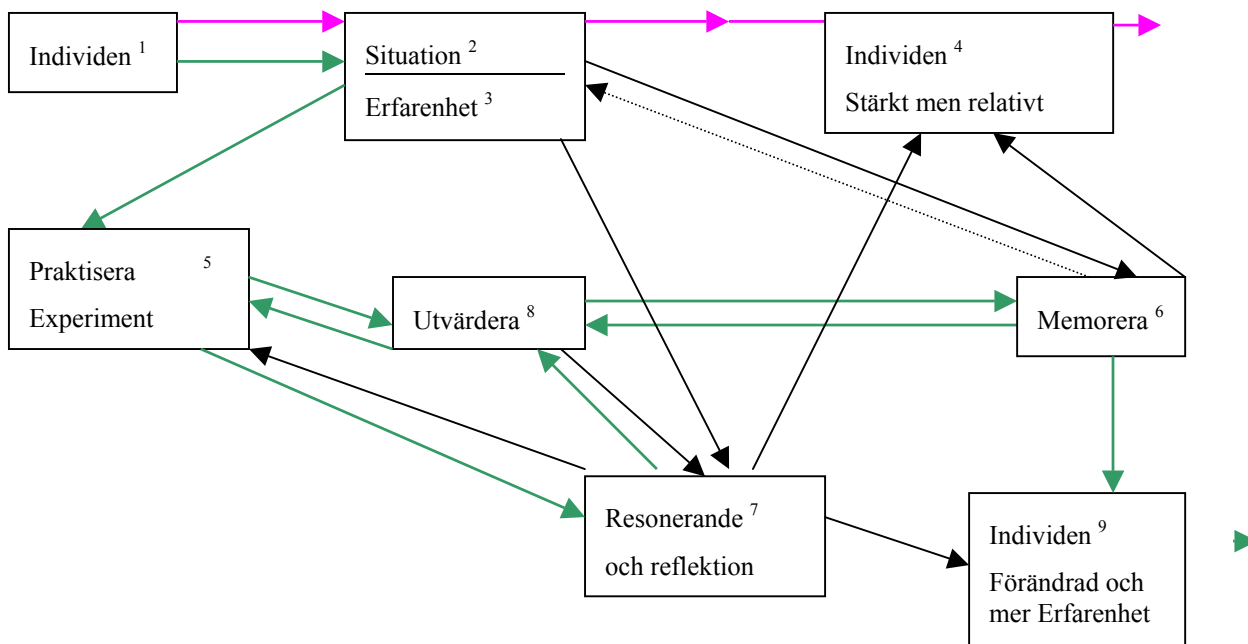 Individen 1
Situation 2
Erfarenhet 3
Individen 4
Stärkt men relativt
Praktisera 5
Experiment
Utvärdera 8
Memorera 6
Resonerande 7
och reflektion
Individen 9
Förändrad och
mer Erfarenhet